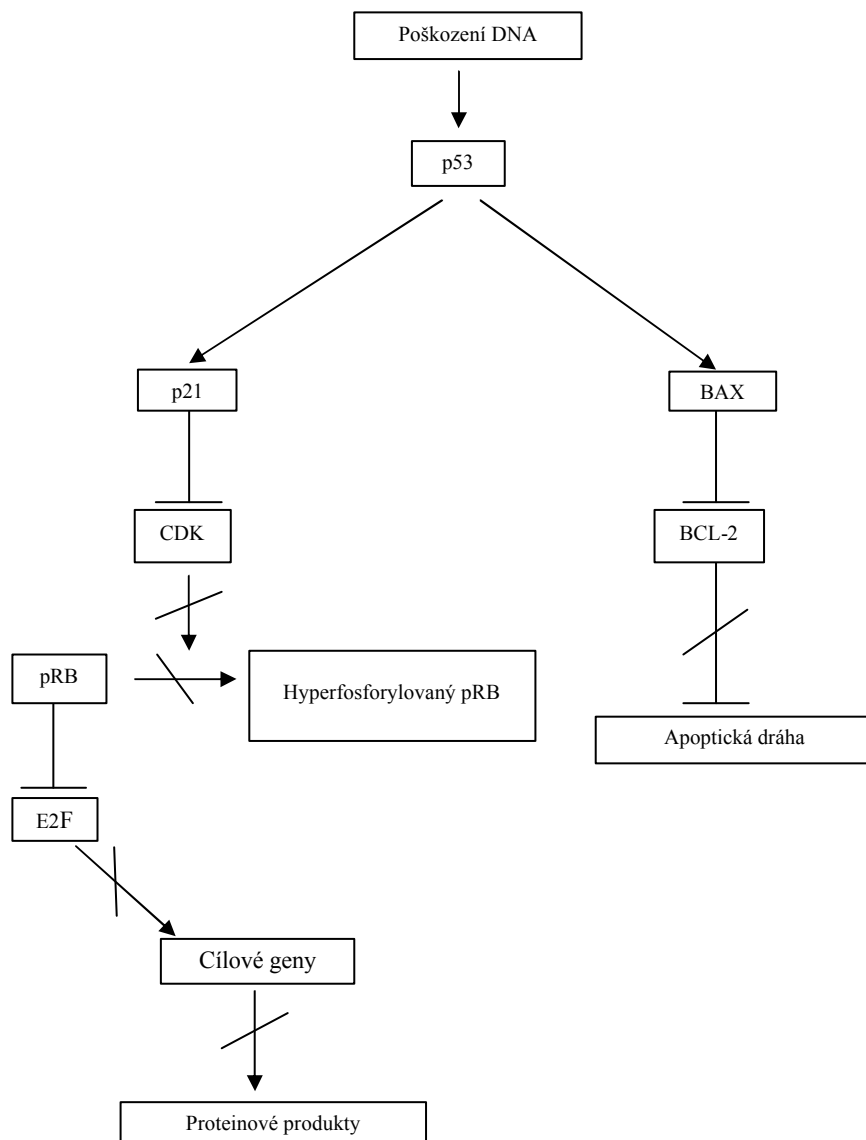 Poškození DNA
p53
p21
BAX
CDK
BCL-2
pRB
Hyperfosforylovaný pRB
Apoptická dráha
E2F
Cílové geny
Proteinové produkty